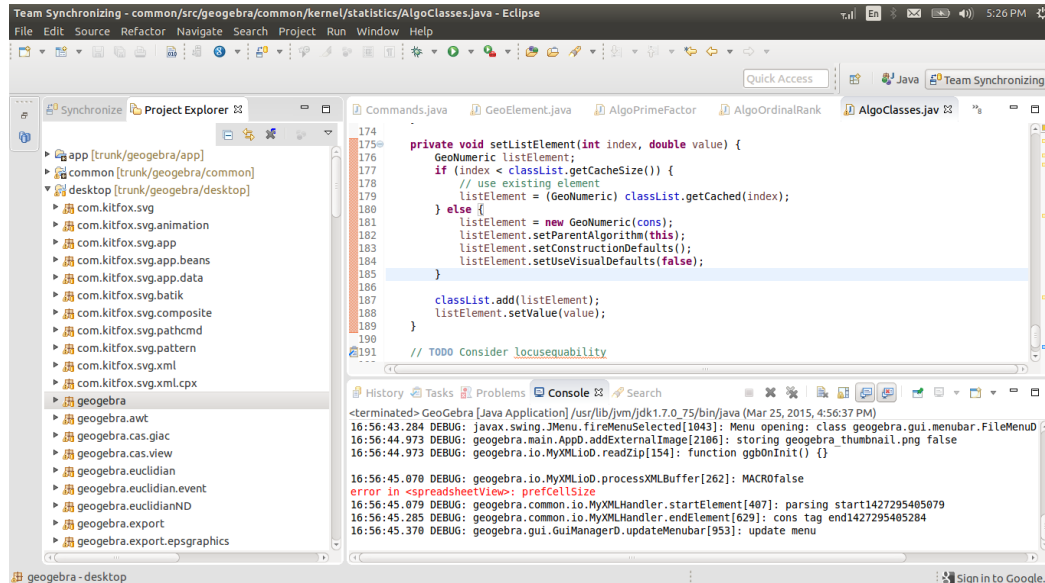 Team Synchronizing - common/src/geogebra/common/kernel/statistics/AlgoClasses.java - Eclipse
En
5:26 PM
File Edit Source Refactor Navigate Search Project Run Window Help
Quick Access
Java
Team Synchronizing
Synchronize
Project Explorer
app [trunk/geogebra/app]
common [trunk/geogebra/common]
desktop [trunk/geogebra/desktop]
com.kitfox.svg
com.kitfox.svg.animation
com.kitfox.svg.app
com.kitfox.svg.app.beans
com.kitfox.svg.app.data
com.kitfox.svg.batik
com.kitfox.svg.composite
com.kitfox.svg.pathcmd
com.kitfox.svg.pattern
com.kitfox.svg.xml
com.kitfox.svg.xml.cpx
geogebra
geogebra.awt
geogebra.cas.giac
geogebra.cas.view
geogebra.euclidian
geogebra.euclidian.event
geogebra.euclidianND
geogebra.export
geogebra.export.epsgraphics
Commands.java
GeoElement.java
AlgoPrimeFactor
AlgoOrdinalRank
AlgoClasses.jav
8
174
175 private void setListElement(int index, double value) {
176 GeoNumeric listElement;
177 if (index < classList.getCacheSize()) {
178 // use existing element
179 listElement = (GeoNumeric) classList.getCached(index);
180 } else {
181 listElement = new GeoNumeric(cons);
182 listElement.setParentAlgorithm(this);
183 listElement.setConstructionDefaults();
184 listElement.setUseVisualDefaults(false);
185 }
186
187 classList.add(listElement);
188 listElement.setValue(value);
189 }
190
191 // TODO Consider locusequability
History
Tasks
Problems
Console
Search
<terminated> GeoGebra [Java Application] /usr/lib/jvm/jdk1.7.0_75/bin/java (Mar 25, 2015, 4:56:37 PM)
16:56:43.284 DEBUG: javax.swing.JMenu.fireMenuSelected[1043]: Menu opening: class geogebra.gui.menubar.FileMenuD
16:56:44.973 DEBUG: geogebra.main.AppD.addExternalImage[2106]: storing geogebra_thumbnail.png false
16:56:44.973 DEBUG: geogebra.io.MyXMLioD.readZip[154]: function ggbOnInit() {}
16:56:45.070 DEBUG: geogebra.io.MyXMLioD.processXMLBuffer[262]: MACROfalse
error in <spreadsheetView>: prefCellSize
16:56:45.079 DEBUG: geogebra.common.io.MyXMLHandler.startElement[407]: parsing start1427295405079
16:56:45.285 DEBUG: geogebra.common.io.MyXMLHandler.endElement[629]: cons tag end1427295405284
16:56:45.370 DEBUG: geogebra.gui.GuiManagerD.updateMenubar[953]: update menu
geogebra - desktop
Sign in to Google